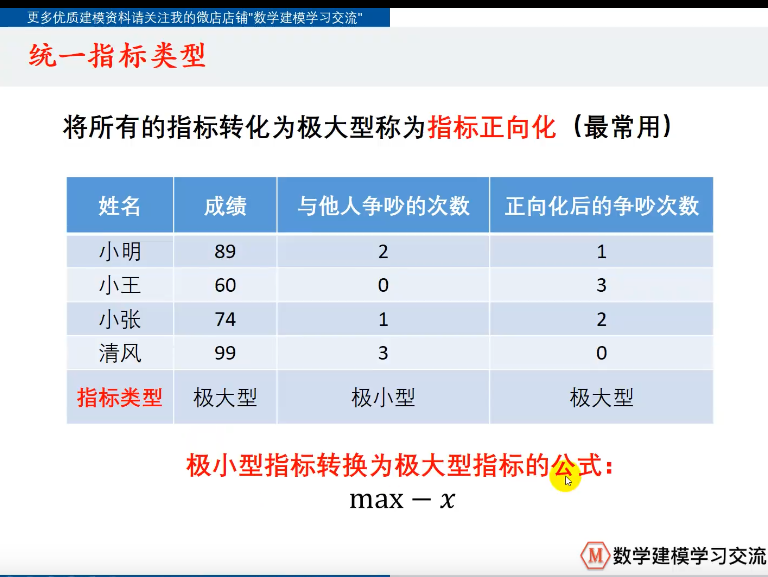 更多优质建模资料请关注我的微店店铺"数学建模学习交流"
统一指标类型
将所有的指标转化为极大型称为指标正向化（最常用）
姓名 成绩 与他人争吵的次数 正向化后的争吵次数
小明 89 2 1
小王 60 0 3
小张 74 1 2
清风 99 3 0
指标类型 极大型 极小型 极大型
极小型指标转换为极大型指标的公式：
max − x
M 数学建模学习交流